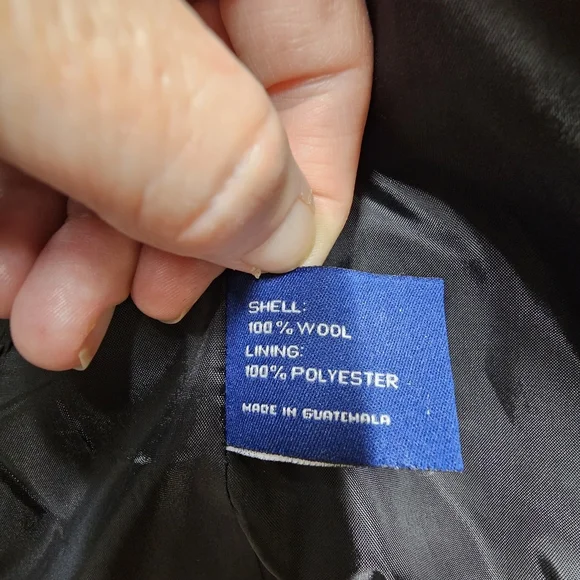 SHELL:
100% WOOL
LINING:
100% POLYESTER
MADE IN GUATEMALA